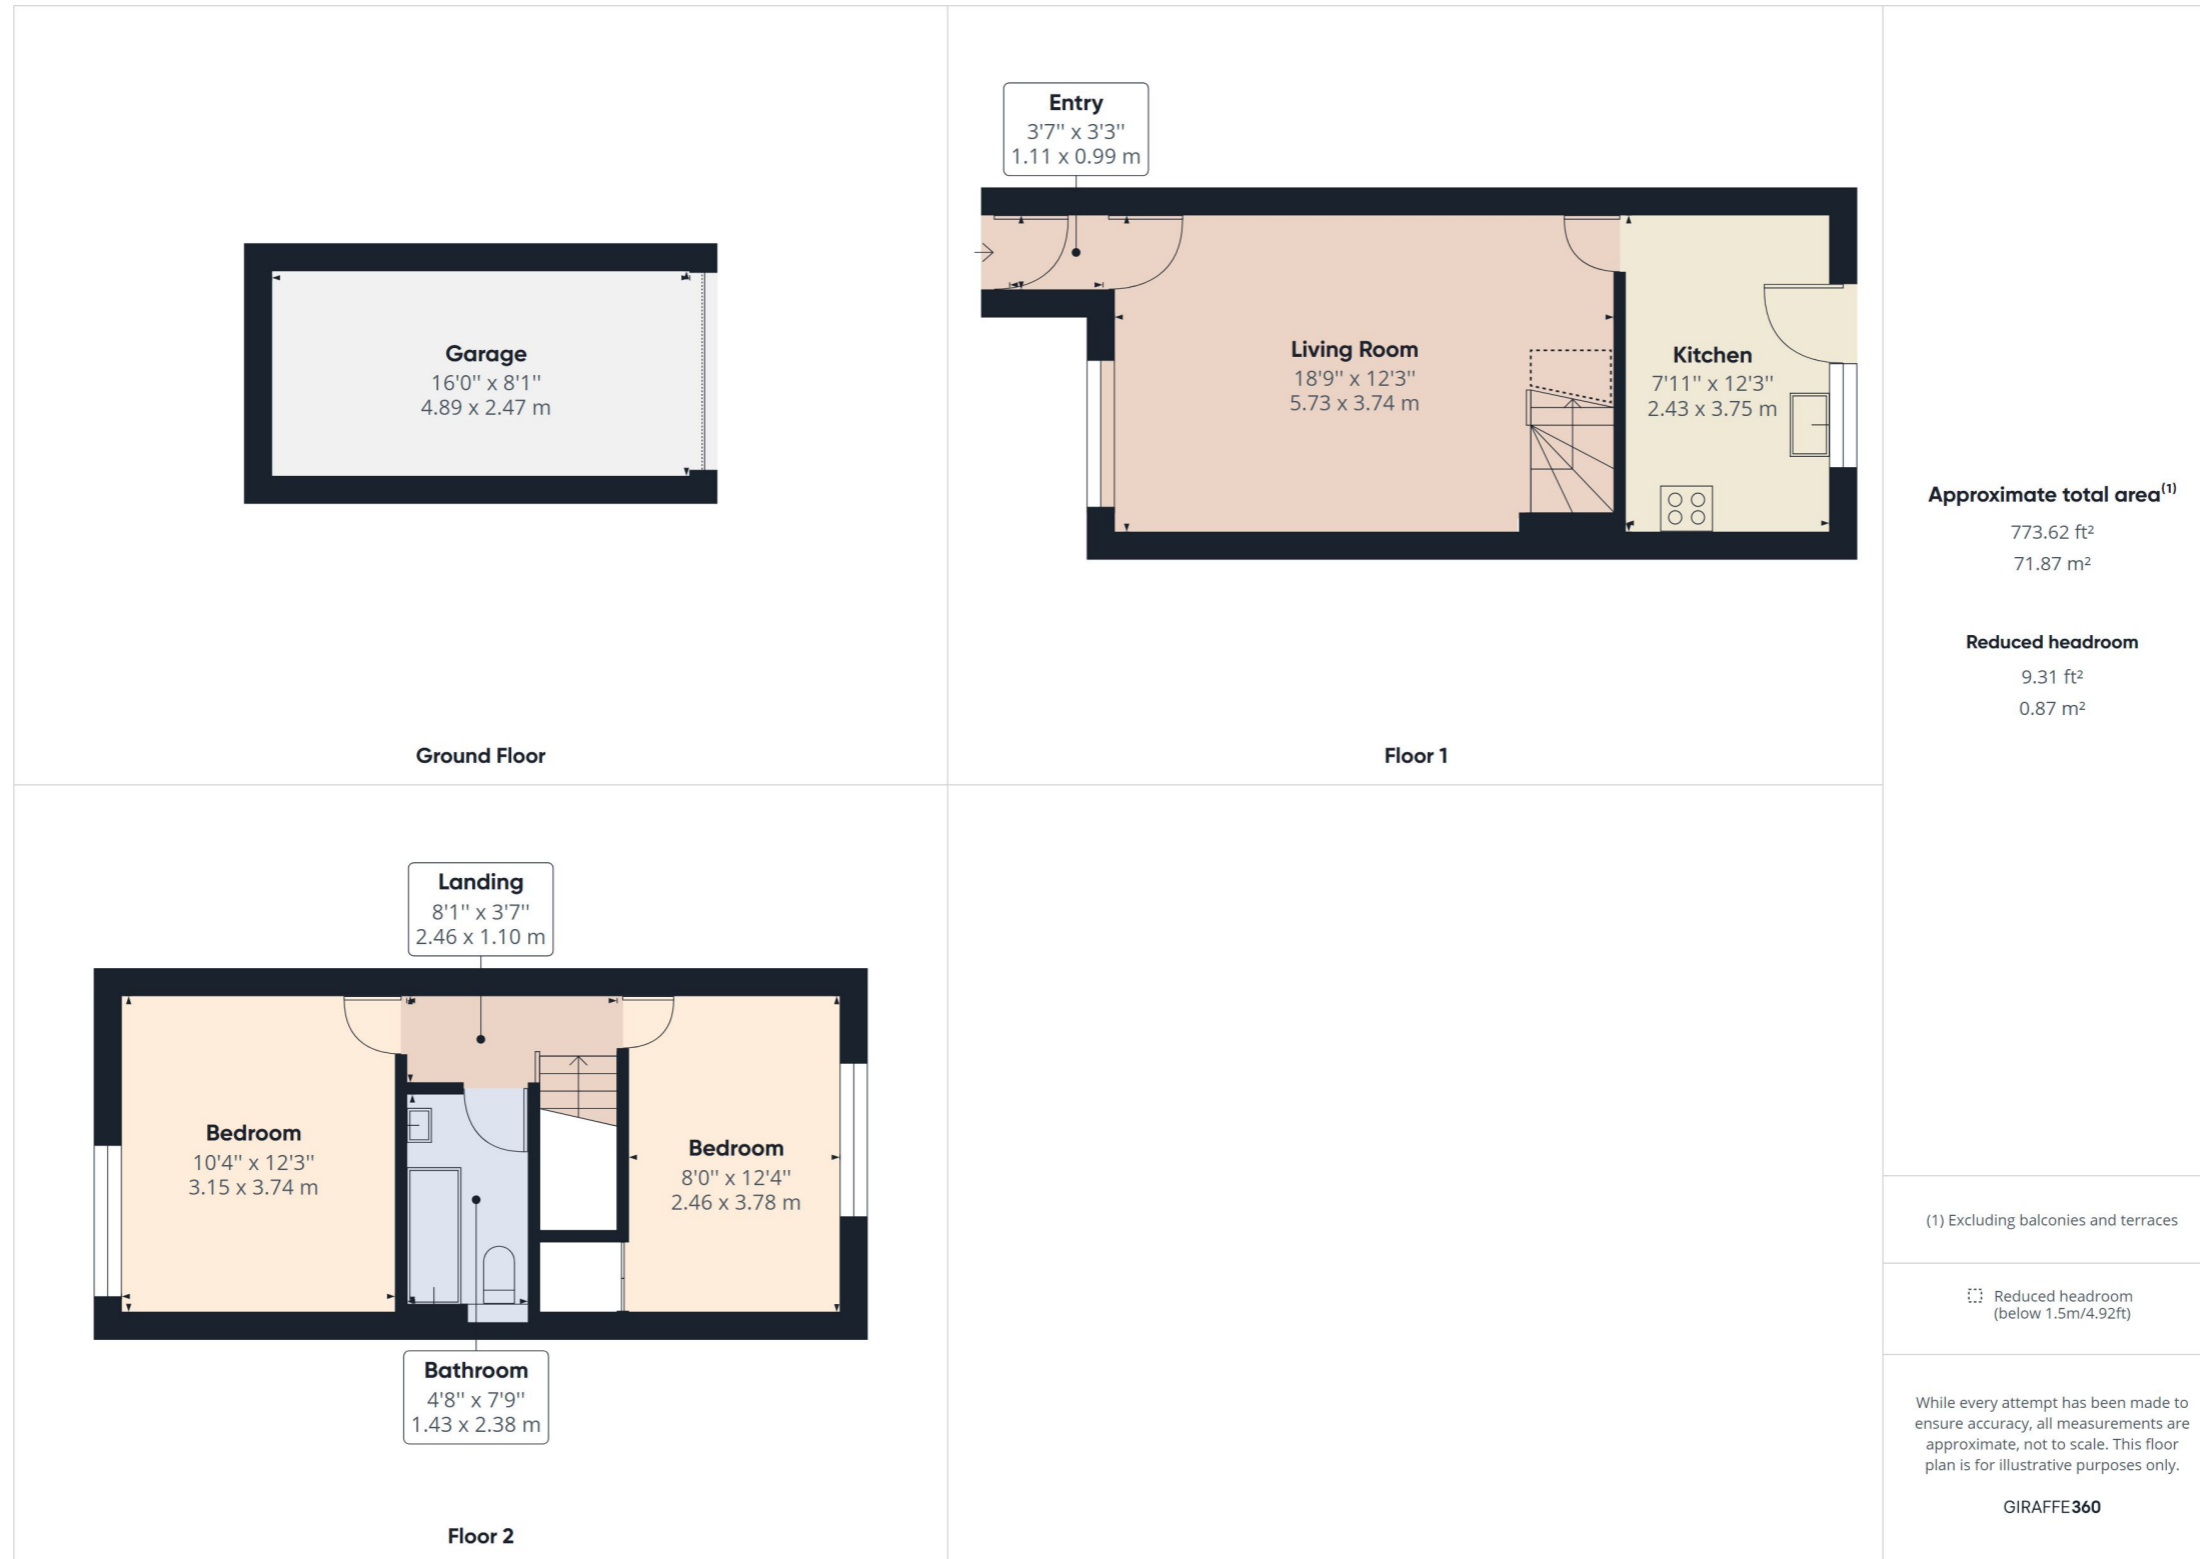 Garage
16'0'' x 8'1''
4.89 x 2.47 m
Ground Floor
Entry
3'7'' x 3'3''
1.11 x 0.99 m
Living Room
18'9'' x 12'3''
5.73 x 3.74 m
Kitchen
7'11'' x 12'3''
2.43 x 3.75 m
Floor 1
Landing
8'1'' x 3'7''
2.46 x 1.10 m
Bedroom
10'4'' x 12'3''
3.15 x 3.74 m
Bedroom
8'0'' x 12'4''
2.46 x 3.78 m
Bathroom
4'8'' x 7'9''
1.43 x 2.38 m
Floor 2
Approximate total area(1)
773.62 ft²
71.87 m²
Reduced headroom
9.31 ft²
0.87 m²
(1) Excluding balconies and terraces
Reduced headroom
(below 1.5m/4.92ft)
While every attempt has been made to
ensure accuracy, all measurements are
approximate, not to scale. This floor
plan is for illustrative purposes only.
GIRAFFE360